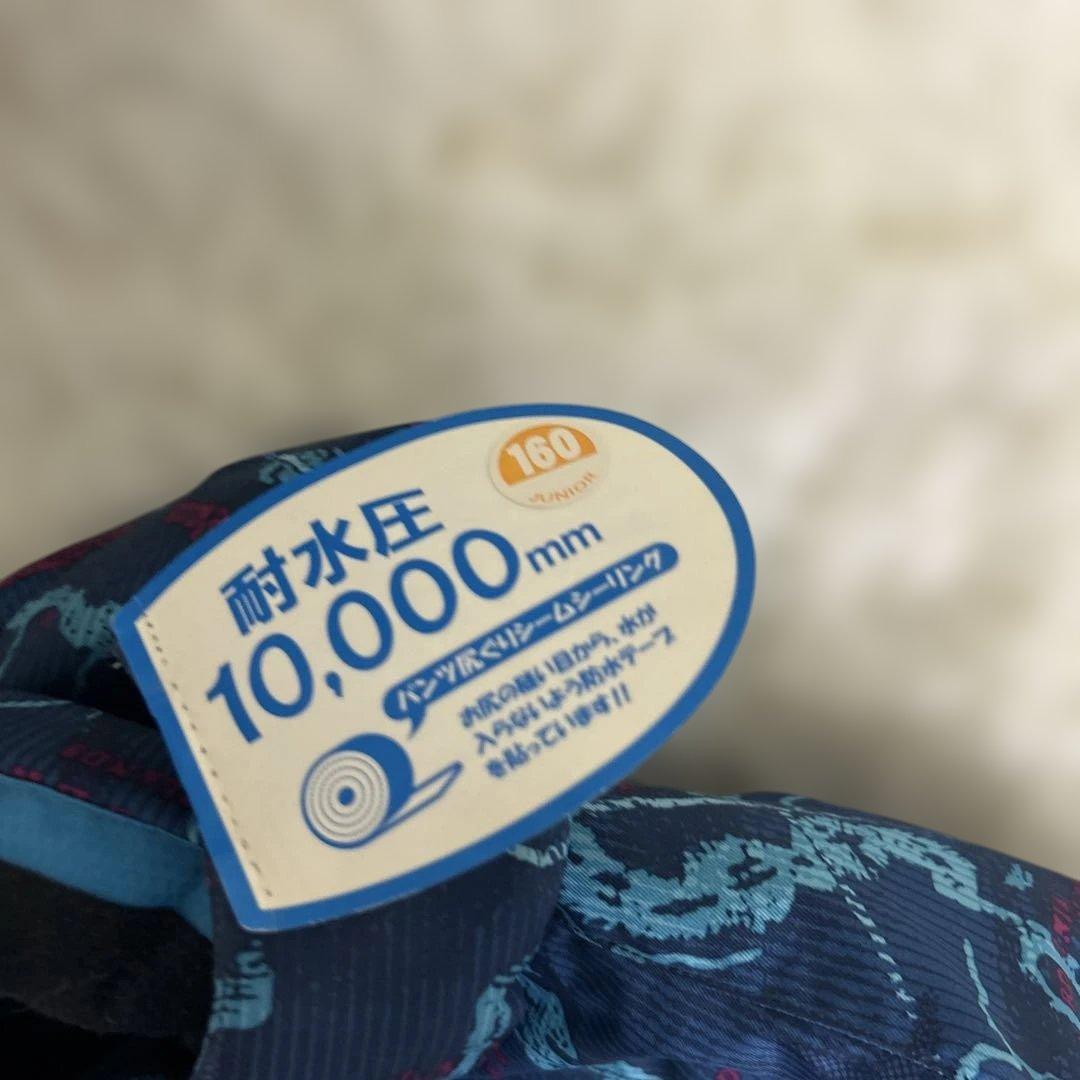 160
JUNIOR
耐水圧
10,000mm
パンツ尻ぐりシームシーリング
お尻の縫い目から、水が
入らないよう防水テープ
を貼っています!!